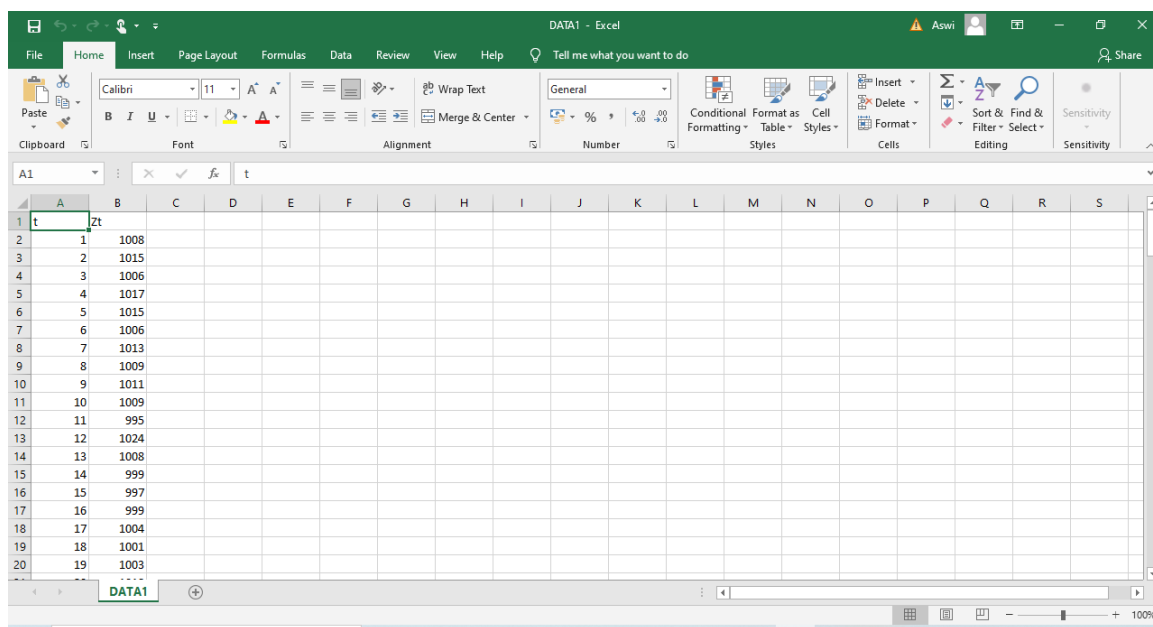 DATA1 - Excel
Aswi
File Home Insert Page Layout Formulas Data Review View Help Tell me what you want to do Share
Paste
Clipboard
Calibri 11 A A
B I U A
Font
Wrap Text
Merge & Center
Alignment
General
% , .00 .0
Number
Conditional Formatting Format as Table Cell Styles
Styles
Insert
Delete
Format
Cells
Sort & Filter Find & Select
Editing
Sensitivity
Sensitivity
A1 fx t
A B C D E F G H I J K L M N O P Q R S
1 t Zt
2 1 1008
3 2 1015
4 3 1006
5 4 1017
6 5 1015
7 6 1006
8 7 1013
9 8 1009
10 9 1011
11 10 1009
12 11 995
13 12 1024
14 13 1008
15 14 999
16 15 997
17 16 999
18 17 1004
19 18 1001
20 19 1003
DATA1
100%